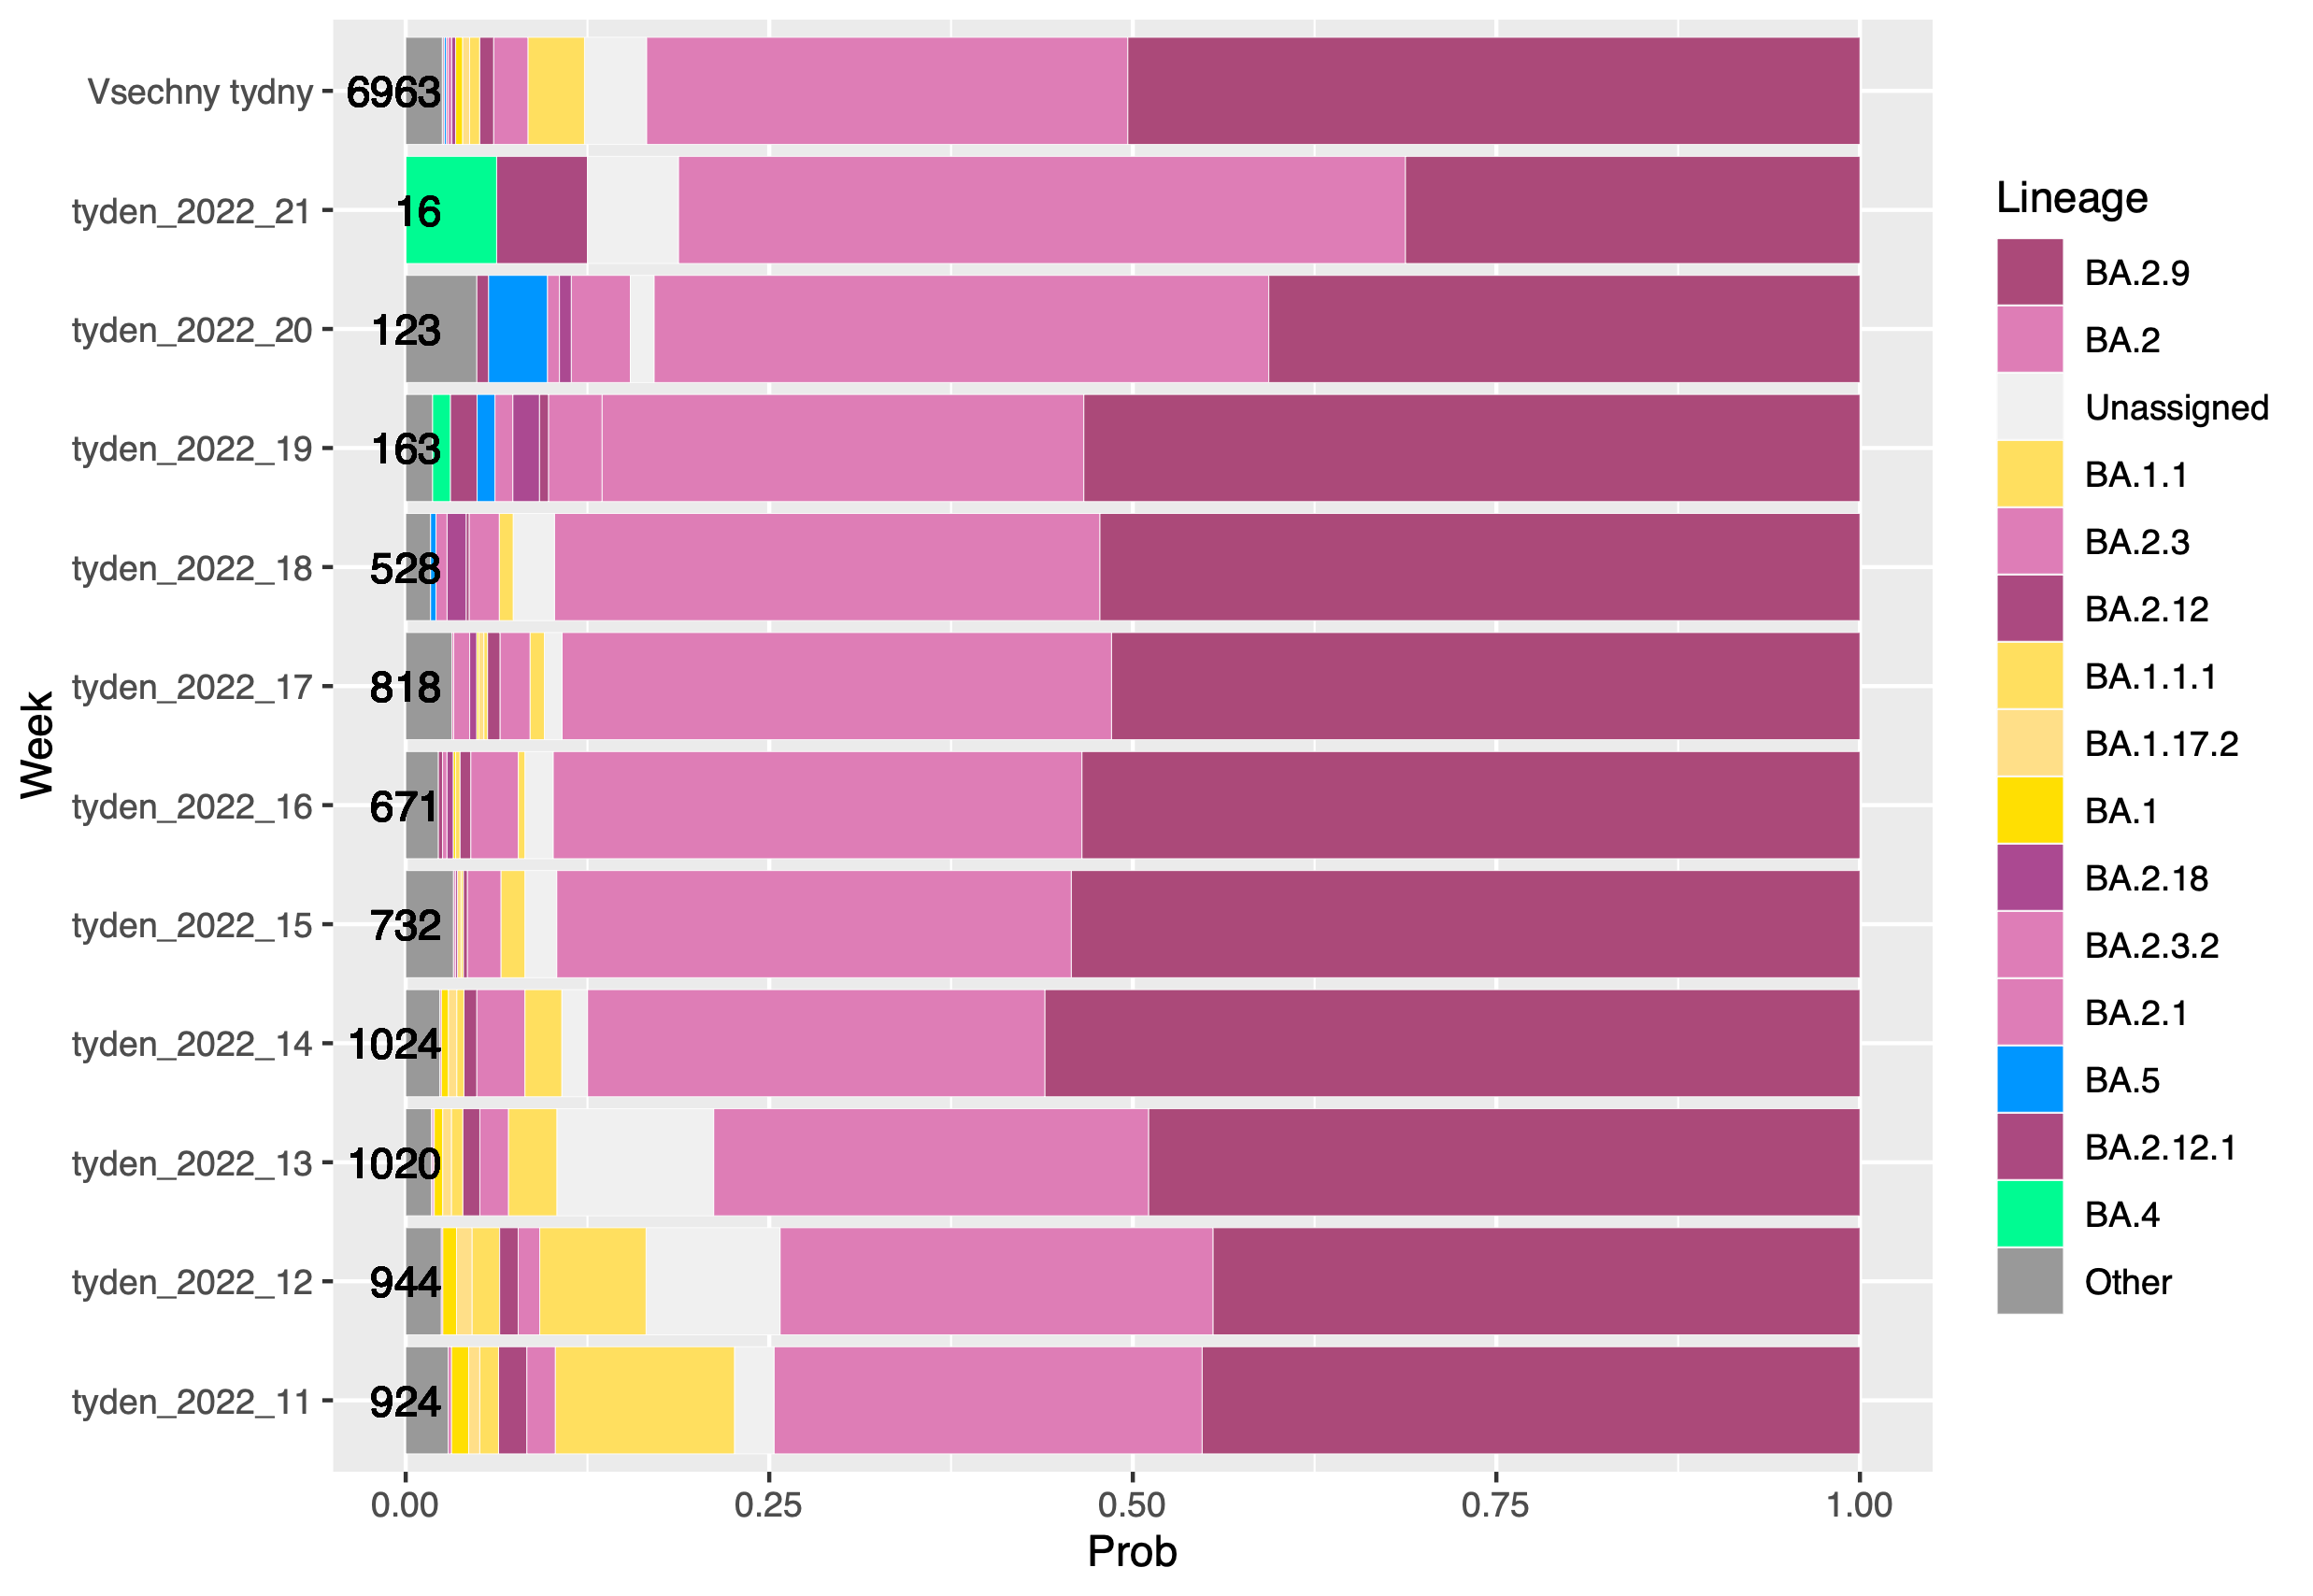 Week
Vsechny tydny
6963
tyden_2022_21
16
tyden_2022_20
123
tyden_2022_19
163
tyden_2022_18
528
tyden_2022_17
818
tyden_2022_16
671
tyden_2022_15
732
tyden_2022_14
1024
tyden_2022_13
1020
tyden_2022_12
944
tyden_2022_11
924
0.00 0.25 0.50 0.75 1.00
Prob
Lineage
BA.2.9
BA.2
Unassigned
BA.1.1
BA.2.3
BA.2.12
BA.1.1.1
BA.1.17.2
BA.1
BA.2.18
BA.2.3.2
BA.2.1
BA.5
BA.2.12.1
BA.4
Other